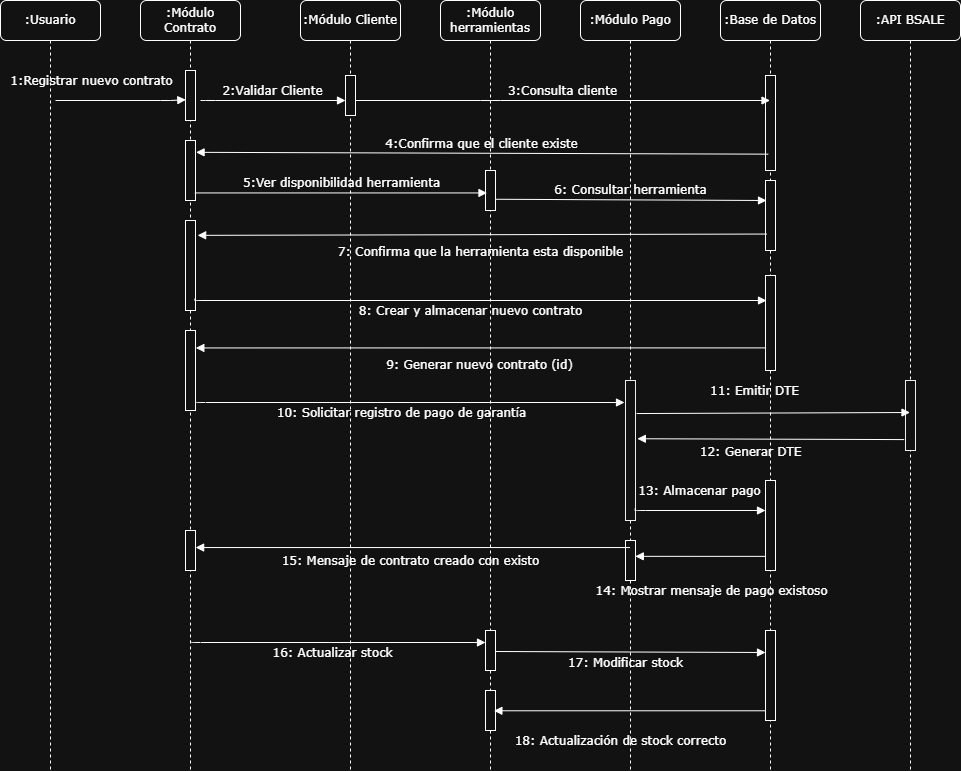 :Usuario
:Módulo
Contrato
:Módulo Cliente
:Módulo
herramientas
:Módulo Pago
:Base de Datos
:API BSALE
1:Registrar nuevo contrato
2:Validar Cliente
3:Consulta cliente
4:Confirma que el cliente existe
5:Ver disponibilidad herramienta
6: Consultar herramienta
7: Confirma que la herramienta esta disponible
8: Crear y almacenar nuevo contrato
9: Generar nuevo contrato (id)
10: Solicitar registro de pago de garantía
11: Emitir DTE
12: Generar DTE
13: Almacenar pago
15: Mensaje de contrato creado con existo
14: Mostrar mensaje de pago existoso
16: Actualizar stock
17: Modificar stock
18: Actualización de stock correcto